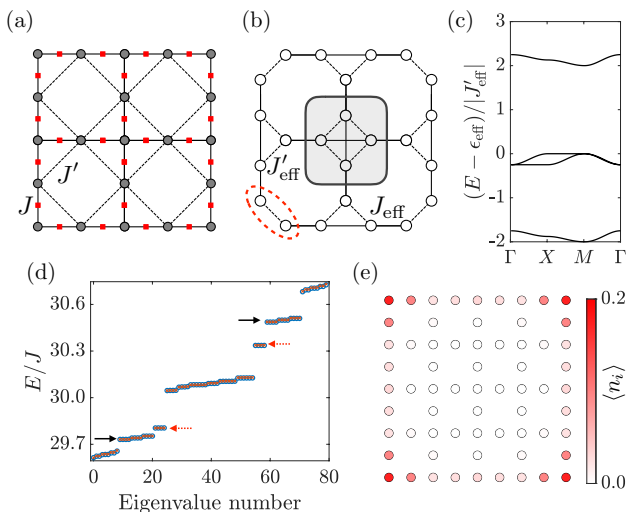 (a)
J
J′
(b)
J′eff
Jeff
(c)
(E − ϵeff)/|J′eff|
3
2
1
0
-1
-2
Γ X M Γ
(d)
E/J
30.6
30.3
30.0
29.7
0 20 40 60 80
Eigenvalue number
(e)
0.2
⟨ni⟩
0.0